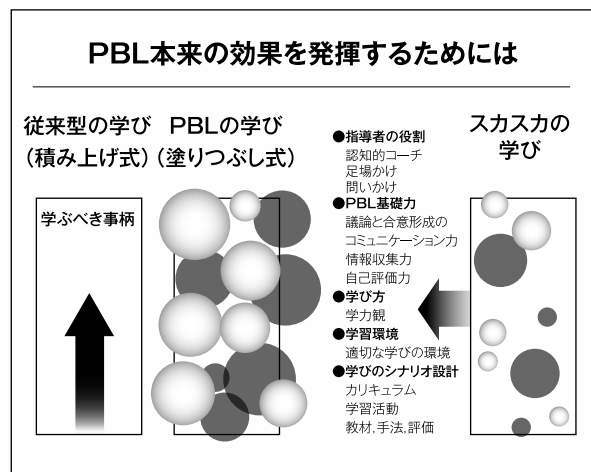 PBL本来の効果を発揮するためには
従来型の学び
（積み上げ式）
学ぶべき事柄
PBLの学び
（塗りつぶし式）
●指導者の役割
認知的コーチ
足場かけ
問いかけ
●PBL基礎力
議論と合意形成の
コミュニケーション力
情報収集力
自己評価力
●学び方
学力観
●学習環境
適切な学びの環境
●学びのシナリオ設計
カリキュラム
学習活動
教材,手法,評価
スカスカの
学び